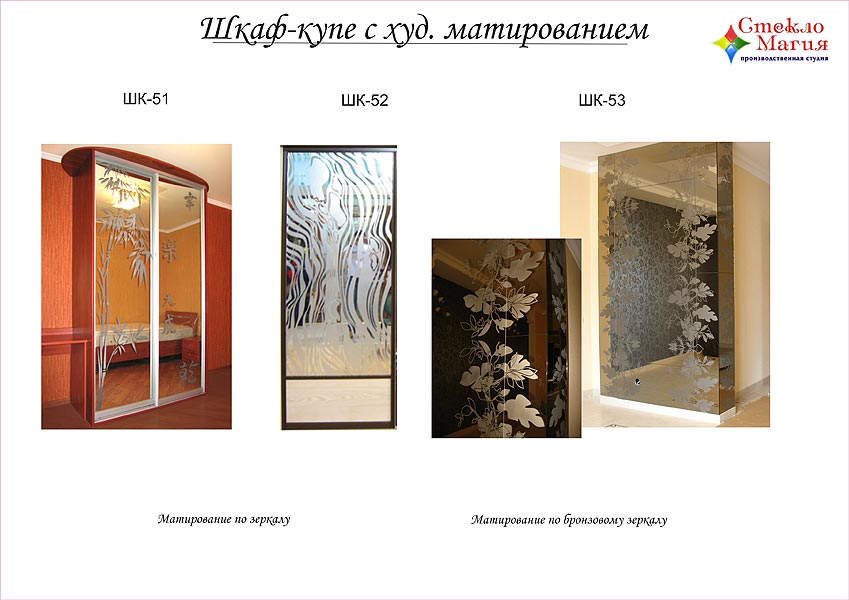 Шкаф-купе с худ. матированием
Стекло
Магия
производственная студия
ШК-51
ШК-52
ШК-53
Матирование по зеркалу
Матирование по бронзовому зеркалу